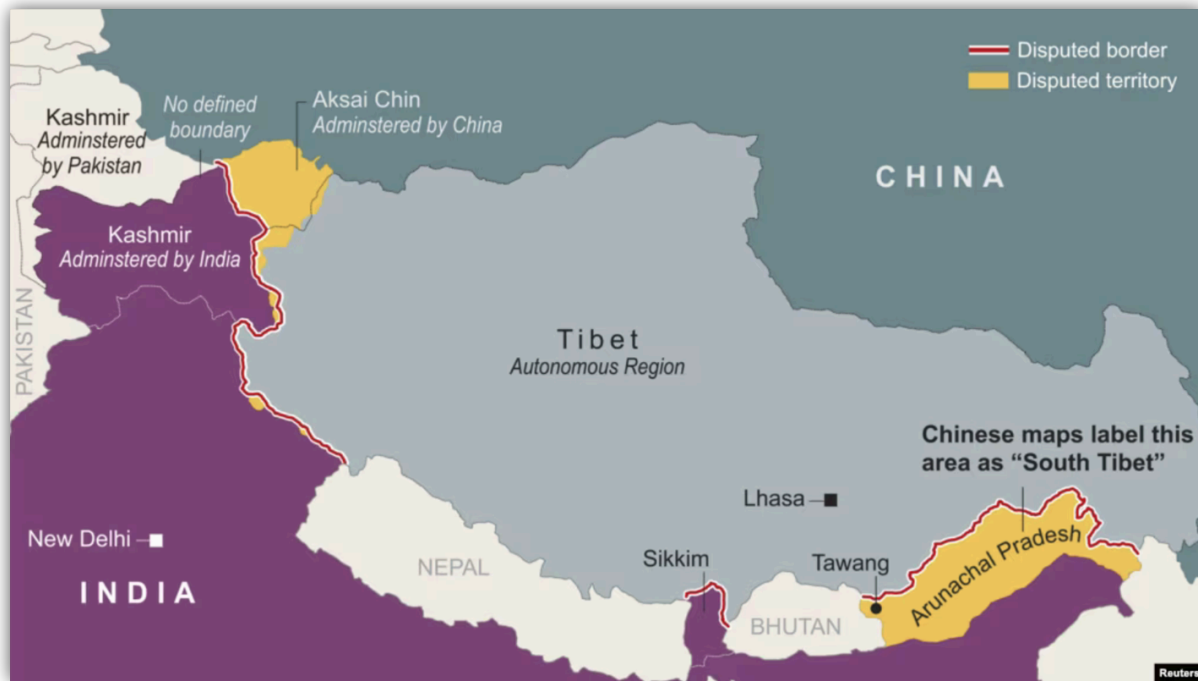 Disputed border
Disputed territory
Kashmir
Adminstered
by Pakistan
No defined
boundary
Aksai Chin
Adminstered by China
CHINA
Kashmir
Adminstered by India
PAKISTAN
Tibet
Autonomous Region
Chinese maps label this
area as “South Tibet”
Lhasa
New Delhi
INDIA
NEPAL
Sikkim
BHUTAN
Tawang
Arunachal Pradesh
Reuters